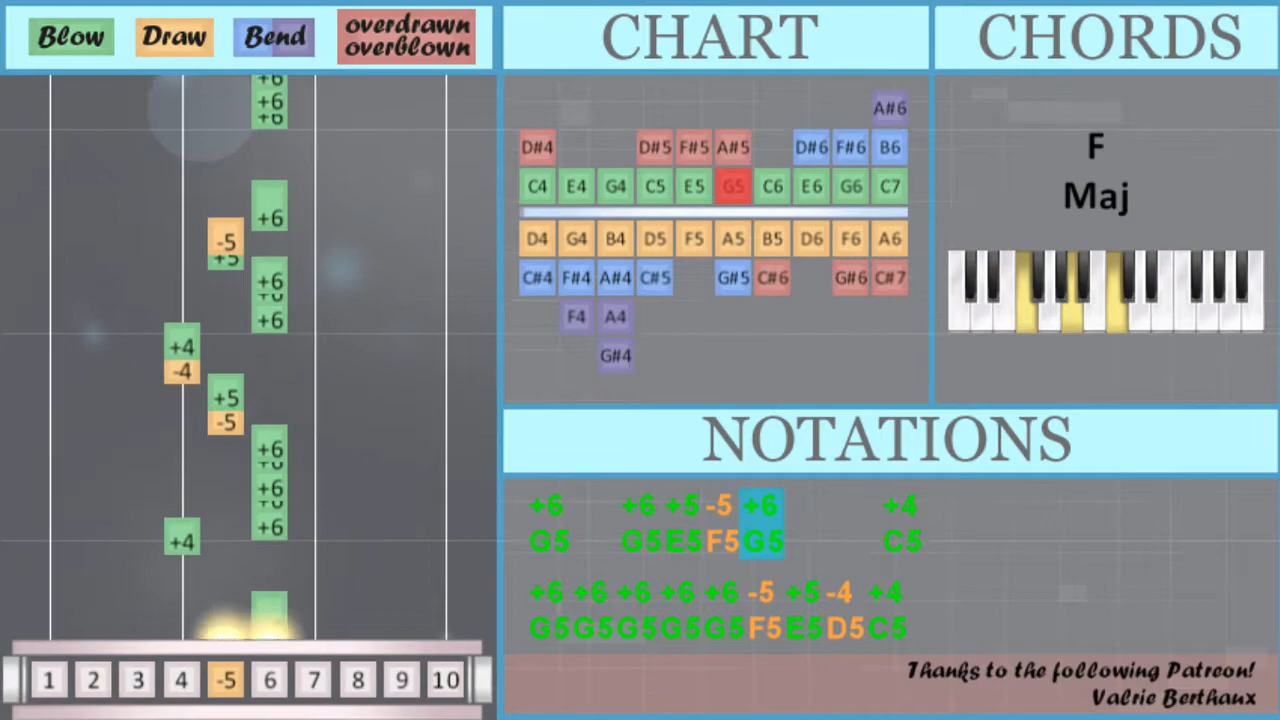 Blow Draw Bend overdrawn
overblown
CHART
CHORDS
+6
+6
+6
+6
-5
+5
+6
+6
+6
+4
-4
+5
-5
+6
+6
+6
+6
+6
+4
1 2 3 4 -5 6 7 8 9 10
A#6
D#4 D#5 F#5 A#5 D#6 F#6 B6
C4 E4 G4 C5 E5 G5 C6 E6 G6 C7
D4 G4 B4 D5 F5 A5 B5 D6 F6 A6
C#4 F#4 A#4 C#5 G#5 C#6 G#6 C#7
F4 A4
G#4
F
Maj
NOTATIONS
+6 +6 +5 -5 +6 +4
G5 G5 E5 F5 G5 C5
+6 +6 +6 +6 +6 -5 +5 -4 +4
G5 G5 G5 G5 G5 F5 E5 D5 C5
Thanks to the following Patreon!
Valrie Berthaux